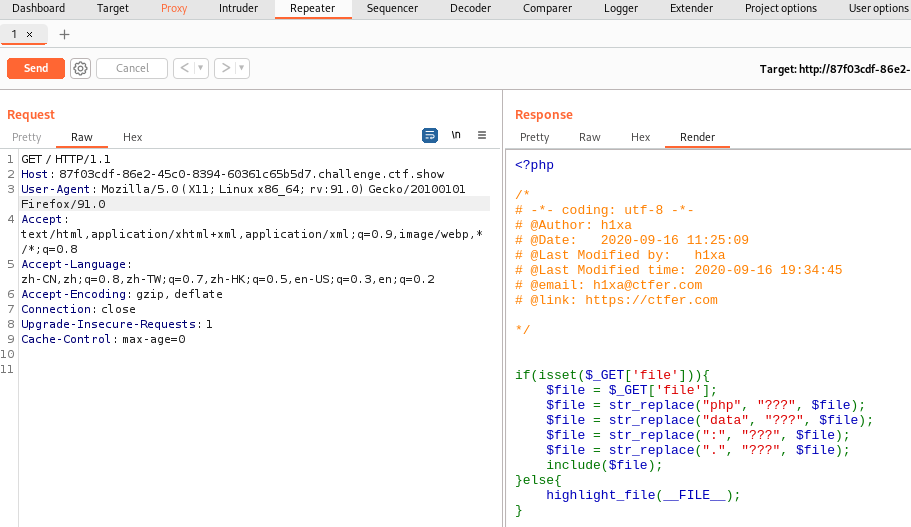 Dashboard Target Proxy Intruder Repeater Sequencer Decoder Comparer Logger Extender Project options User options
1 × +
Send Cancel < ▾ > ▾ Target: http://87f03cdf-86e2-
Request
Pretty Raw Hex \n ≡
1 GET / HTTP/1.1
2 Host: 87f03cdf-86e2-45c0-8394-60361c65b5d7.challenge.ctf.show
3 User-Agent: Mozilla/5.0 (X11; Linux x86_64; rv:91.0) Gecko/20100101
Firefox/91.0
4 Accept:
text/html,application/xhtml+xml,application/xml;q=0.9,image/webp,*
/*;q=0.8
5 Accept-Language:
zh-CN,zh;q=0.8,zh-TW;q=0.7,zh-HK;q=0.5,en-US;q=0.3,en;q=0.2
6 Accept-Encoding: gzip, deflate
7 Connection: close
8 Upgrade-Insecure-Requests: 1
9 Cache-Control: max-age=0
10
11
Response
Pretty Raw Hex Render
<?php
/*
# -*- coding: utf-8 -*-
# @Author: h1xa
# @Date:   2020-09-16 11:25:09
# @Last Modified by:   h1xa
# @Last Modified time: 2020-09-16 19:34:45
# @email: h1xa@ctfer.com
# @link: https://ctfer.com
*/
if(isset($_GET['file'])){
    $file = $_GET['file'];
    $file = str_replace("php", "???", $file);
    $file = str_replace("data", "???", $file);
    $file = str_replace(":", "???", $file);
    $file = str_replace(".", "???", $file);
    include($file);
}else{
    highlight_file(__FILE__);
}